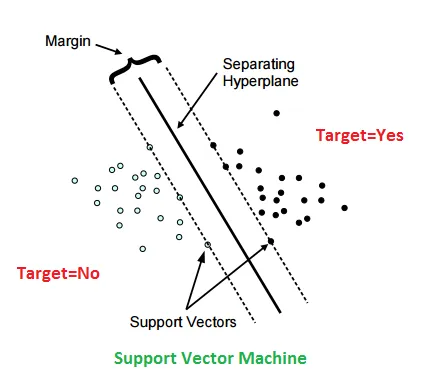 Margin
Separating
Hyperplane
Target=Yes
Target=No
Support Vectors
Support Vector Machine